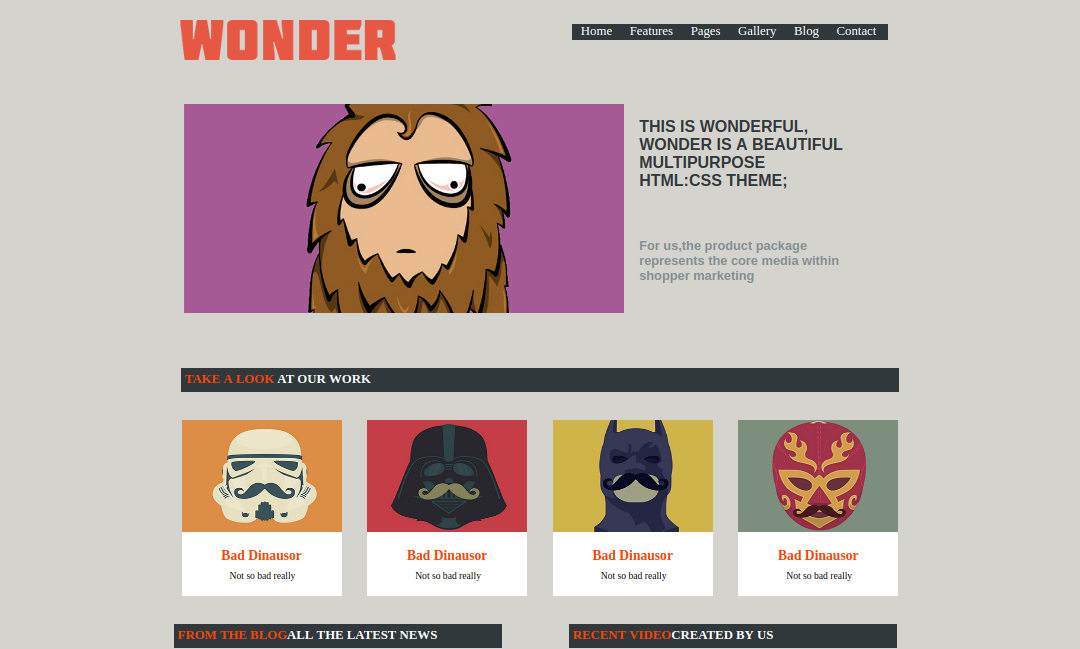 WONDER
Home Features Pages Gallery Blog Contact
THIS IS WONDERFUL,
WONDER IS A BEAUTIFUL
MULTIPURPOSE
HTML:CSS THEME;
For us,the product package
represents the core media within
shopper marketing
TAKE A LOOK AT OUR WORK
Bad Dinausor
Not so bad really
Bad Dinausor
Not so bad really
Bad Dinausor
Not so bad really
Bad Dinausor
Not so bad really
FROM THE BLOGALL THE LATEST NEWS
RECENT VIDEOCREATED BY US